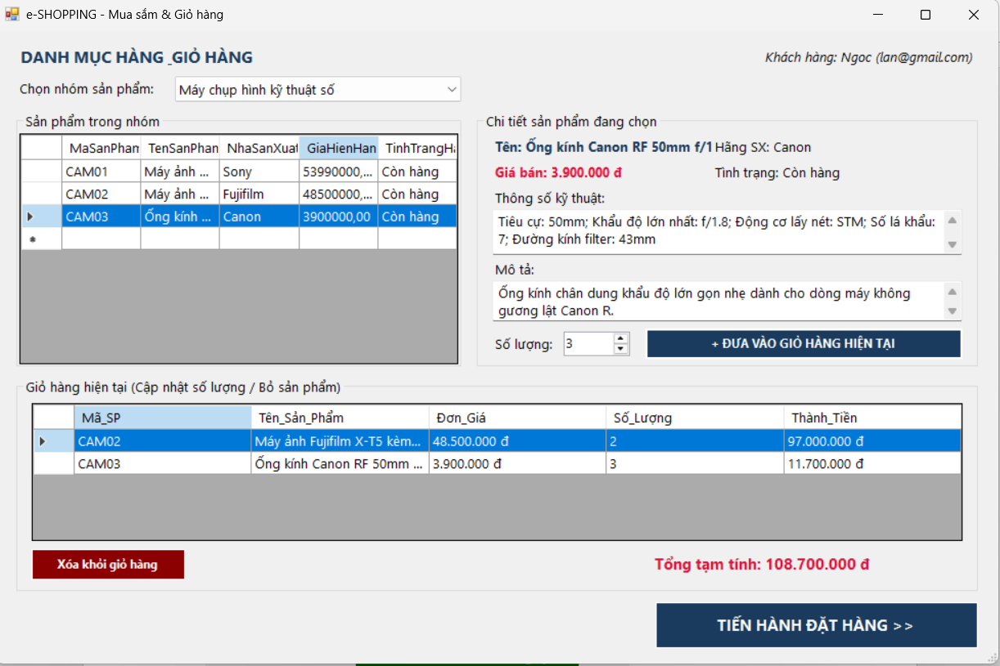 e-SHOPPING - Mua sắm & Giỏ hàng
DANH MỤC HÀNG _GIỎ HÀNG
Khách hàng: Ngoc (lan@gmail.com)
Chọn nhóm sản phẩm: Máy chụp hình kỹ thuật số
Sản phẩm trong nhóm
MaSanPham TenSanPhan NhaSanXuat GiaHienHan TinhTrangHa
CAM01 Máy ảnh ... Sony 53990000,... Còn hàng
CAM02 Máy ảnh ... Fujifilm 48500000,... Còn hàng
CAM03 Ống kính ... Canon 3900000,00 Còn hàng
Chi tiết sản phẩm đang chọn
Tên: Ống kính Canon RF 50mm f/1 Hãng SX: Canon
Giá bán: 3.900.000 đ Tình trạng: Còn hàng
Thông số kỹ thuật:
Tiêu cự: 50mm; Khẩu độ lớn nhất: f/1.8; Động cơ lấy nét: STM; Số lá khẩu:
7; Đường kính filter: 43mm
Mô tả:
Ống kính chân dung khẩu độ lớn gọn nhẹ dành cho dòng máy không
gương lật Canon R.
Số lượng: 3 + ĐƯA VÀO GIỎ HÀNG HIỆN TẠI
Giỏ hàng hiện tại (Cập nhật số lượng / Bỏ sản phẩm)
Mã_SP Tên_Sản_Phẩm Đơn_Giá Số_Lượng Thành_Tiền
CAM02 Máy ảnh Fujifilm X-T5 kèm... 48.500.000 đ 2 97.000.000 đ
CAM03 Ống kính Canon RF 50mm ... 3.900.000 đ 3 11.700.000 đ
Xóa khỏi giỏ hàng
Tổng tạm tính: 108.700.000 đ
TIẾN HÀNH ĐẶT HÀNG >>